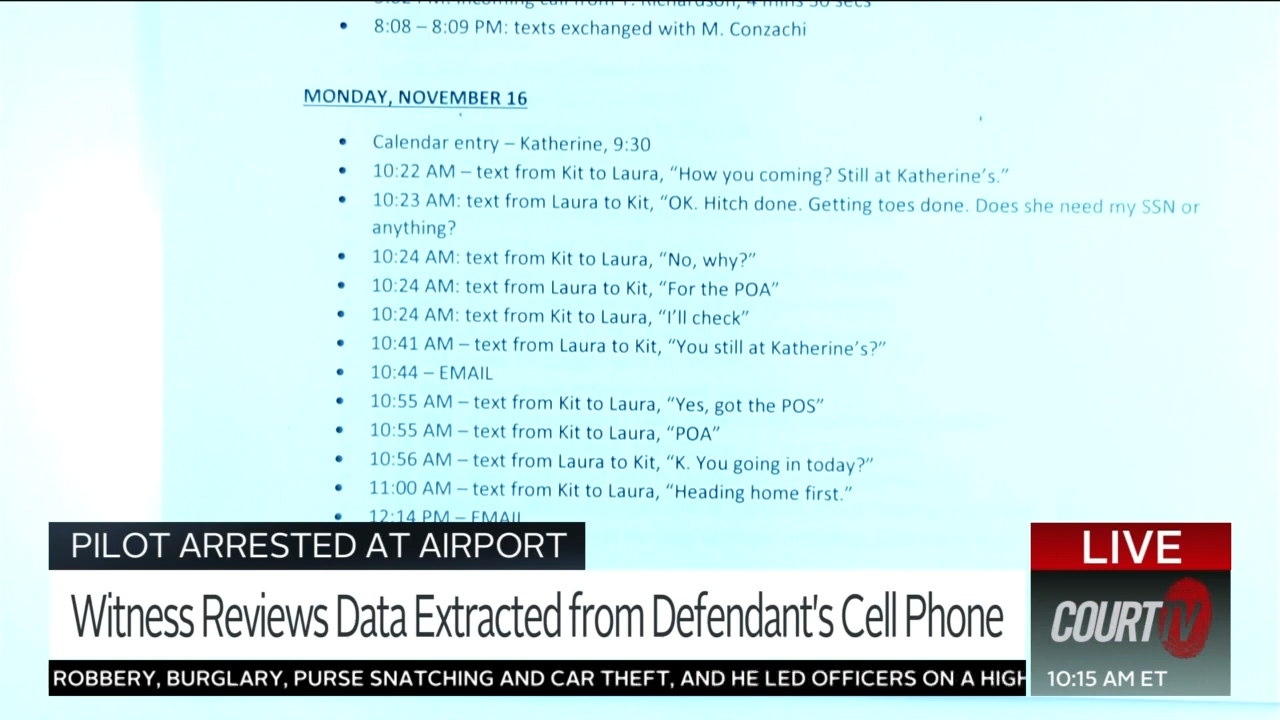 8:08 – 8:09 PM: texts exchanged with M. Conzachi
MONDAY, NOVEMBER 16
Calendar entry – Katherine, 9:30
10:22 AM – text from Kit to Laura, “How you coming? Still at Katherine’s.”
10:23 AM: text from Laura to Kit, “OK. Hitch done. Getting toes done. Does she need my SSN or
anything?
10:24 AM: text from Kit to Laura, “No, why?”
10:24 AM: text from Laura to Kit, “For the POA”
10:24 AM: text from Kit to Laura, “I’ll check”
10:41 AM – text from Laura to Kit, “You still at Katherine’s?”
10:44 – EMAIL
10:55 AM – text from Kit to Laura, “Yes, got the POS”
10:55 AM – text from Kit to Laura, “POA”
10:56 AM – text from Laura to Kit, “K. You going in today?”
11:00 AM – text from Kit to Laura, “Heading home first.”
12:14 PM – EMAIL
PILOT ARRESTED AT AIRPORT
LIVE
Witness Reviews Data Extracted from Defendant's Cell Phone
COURT TV
ROBBERY, BURGLARY, PURSE SNATCHING AND CAR THEFT, AND HE LED OFFICERS ON A HIGH
10:15 AM ET